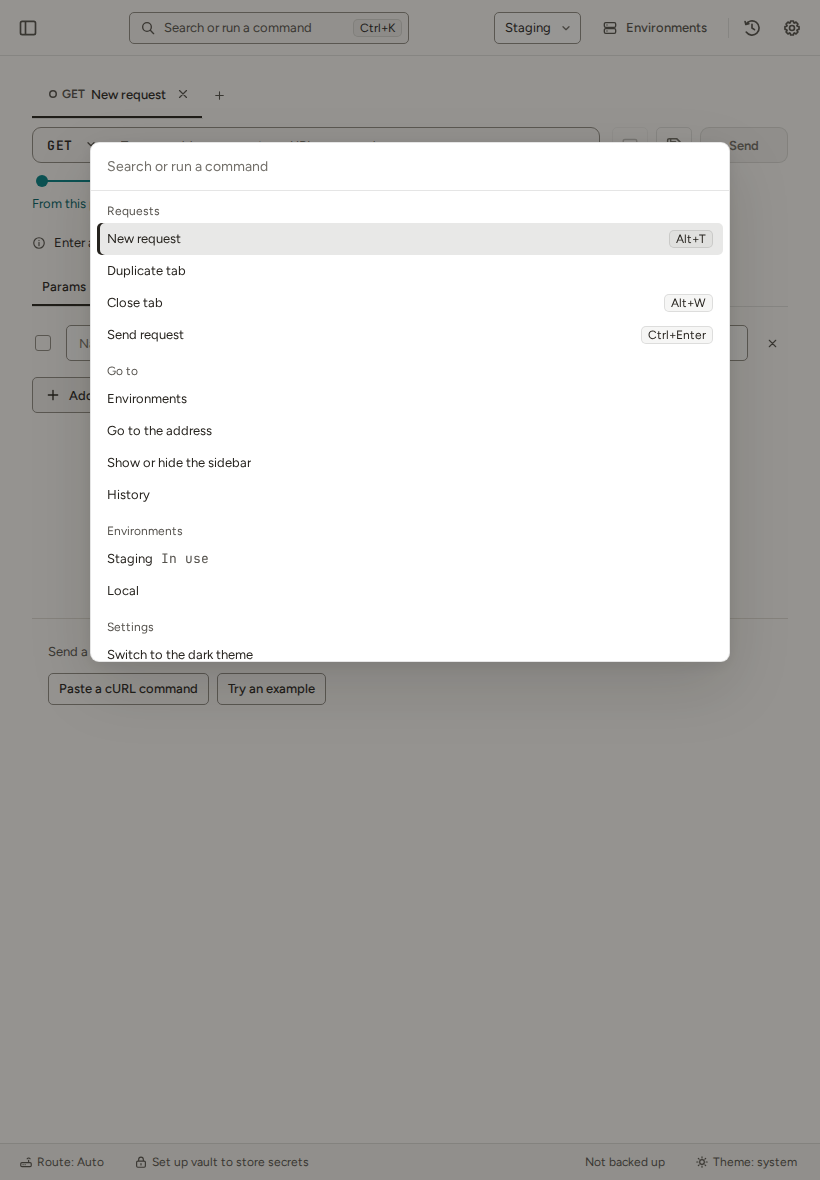 Search or run a command Ctrl+K Staging Environments
GET New request
GET Send
Search or run a command
From this
Requests
New request Alt+T
Enter
Duplicate tab
Params
Close tab Alt+W
Send request Ctrl+Enter
Go to
Environments
Add
Go to the address
Show or hide the sidebar
History
Environments
Staging In use
Local
Settings
Switch to the dark theme
Send a
Paste a cURL command Try an example
Route: Auto Set up vault to store secrets Not backed up Theme: system